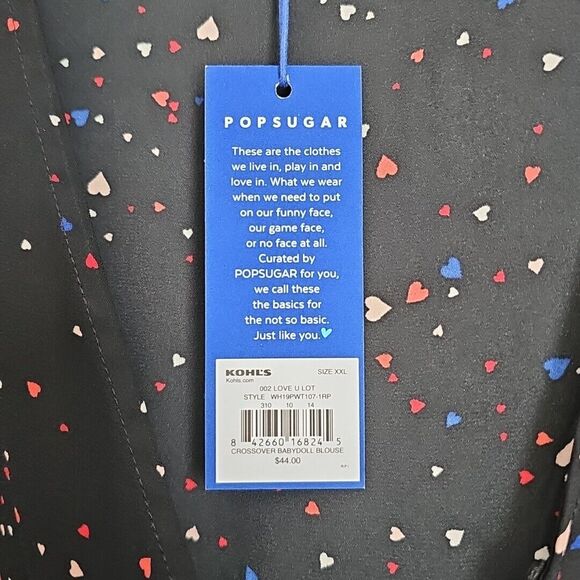 POPSUGAR
These are the clothes
we live in, play in and
love in. What we wear
when we need to put
on our funny face,
our game face,
or no face at all.
Curated by
POPSUGAR for you,
we call these
the basics for
the not so basic.
Just like you.
KOHL'S SIZE XXL
Kohls.com
002 LOVE U LOT
STYLE WH19PWT107-1RP
310 10 14
8 42660 16824 5
CROSSOVER BABYDOLL BLOUSE
$44.00